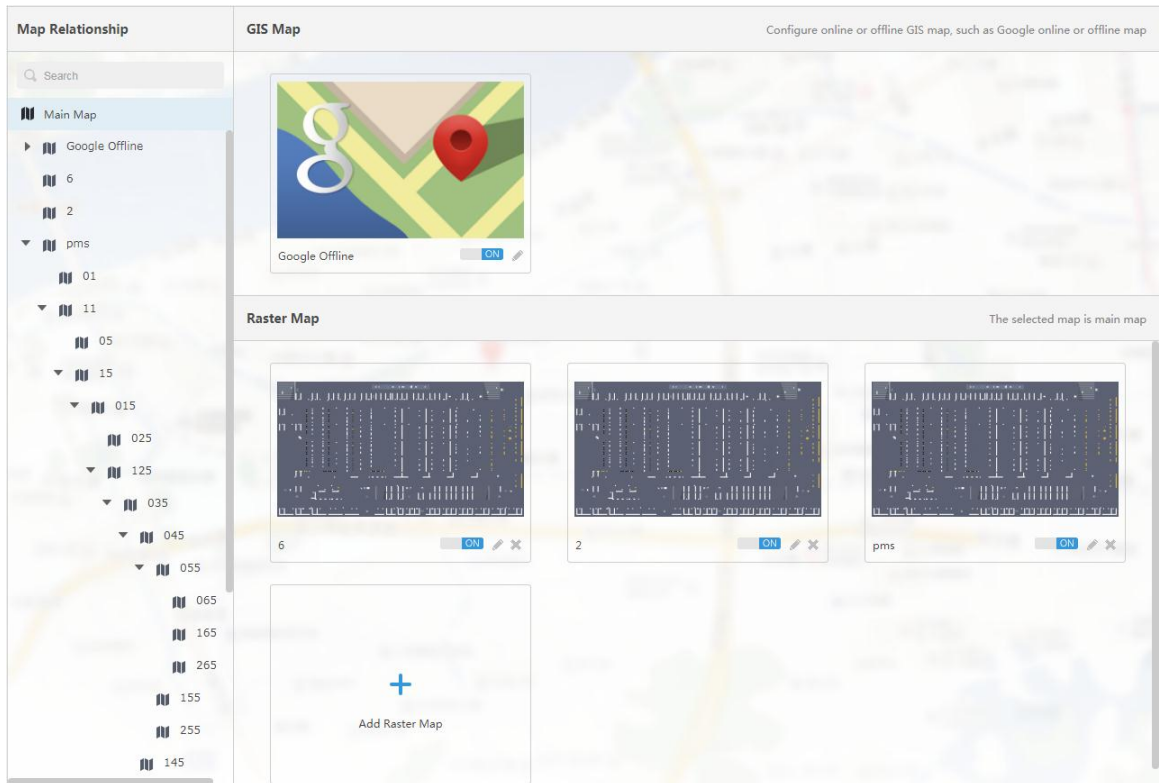 Map Relationship
Search
Main Map
Google Offline
6
2
pms
01
11
05
15
015
025
125
035
045
055
065
165
265
155
255
145
GIS Map
Configure online or offline GIS map, such as Google online or offline map
g
Google Offline
ON
Raster Map
The selected map is main map
6
ON
2
ON
pms
ON
Add Raster Map